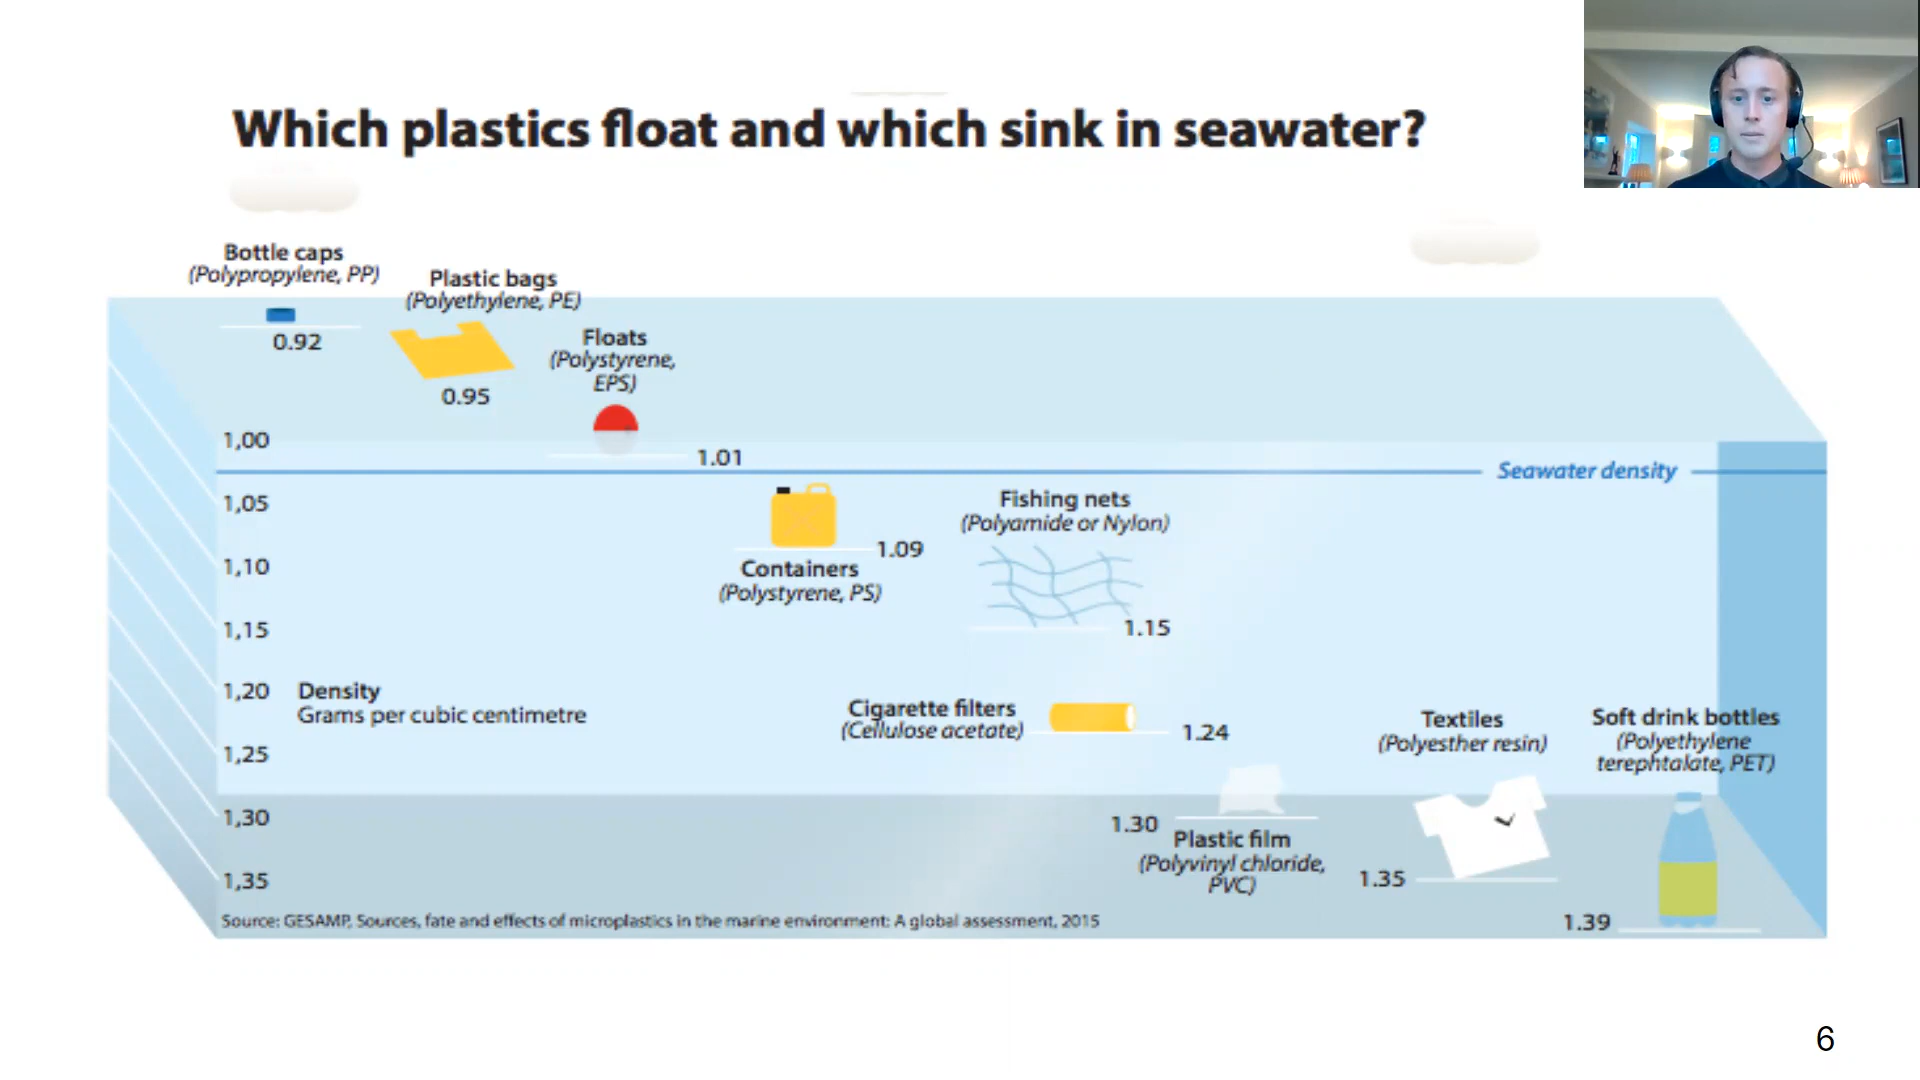 Which plastics float and which sink in seawater?
Bottle caps
(Polypropylene, PP)
0.92
Plastic bags
(Polyethylene, PE)
0.95
Floats
(Polystyrene,
EPS)
1.01
1,00
Seawater density
1,05
1.09
Containers
(Polystyrene, PS)
Fishing nets
(Polyamide or Nylon)
1.15
1,10
1,15
1,20
Density
Grams per cubic centimetre
Cigarette filters
(Cellulose acetate)
1.24
1,25
1,30
1.30
Plastic film
(Polyvinyl chloride,
PVC)
Textiles
(Polyesther resin)
1.35
Soft drink bottles
(Polyethylene
terephtalate, PET)
1.39
1,35
Source: GESAMP, Sources, fate and effects of microplastics in the marine environment: A global assessment, 2015
6